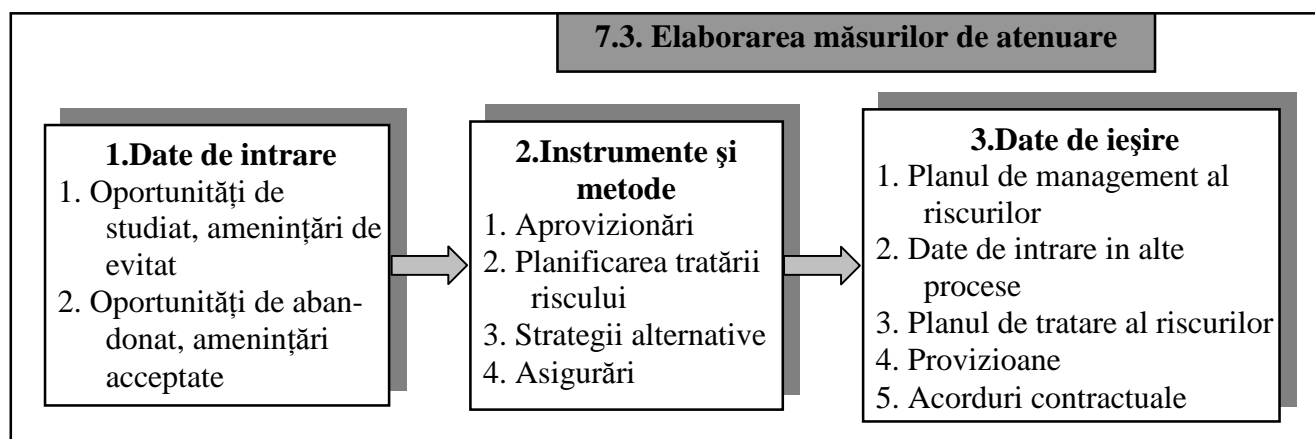 7.3. Elaborarea măsurilor de atenuare
1.Date de intrare
1. Oportunități de
studiat, amenințări de
evitat
2. Oportunități de aban-
donat, amenințări
acceptate
2.Instrumente şi
metode
1. Aprovizionări
2. Planificarea tratării
riscului
3. Strategii alternative
4. Asigurări
3.Date de ieşire
1. Planul de management al
riscurilor
2. Date de intrare in alte
procese
3. Planul de tratare al riscurilor
4. Provizioane
5. Acorduri contractuale